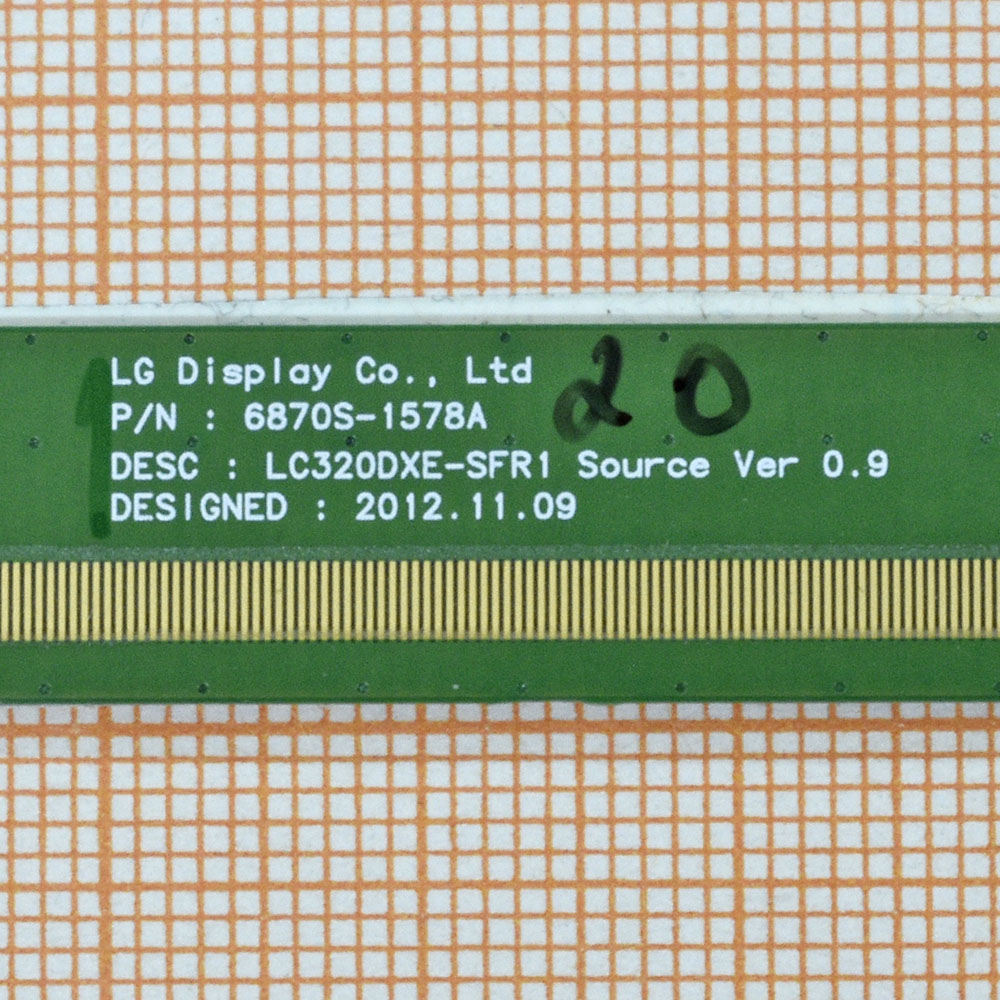 LG Display Co., Ltd
P/N : 6870S-1578A
20
DESC : LC320DXE-SFR1 Source Ver 0.9
DESIGNED : 2012.11.09